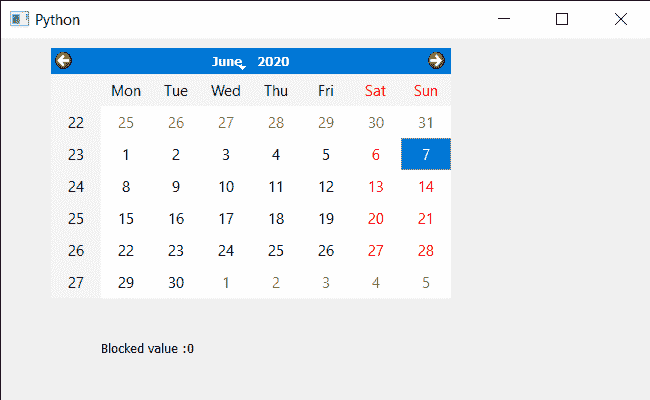 Python
June 2020
Mon Tue Wed Thu Fri Sat Sun
22 25 26 27 28 29 30 31
23 1 2 3 4 5 6 7
24 8 9 10 11 12 13 14
25 15 16 17 18 19 20 21
26 22 23 24 25 26 27 28
27 29 30 1 2 3 4 5
Blocked value :0